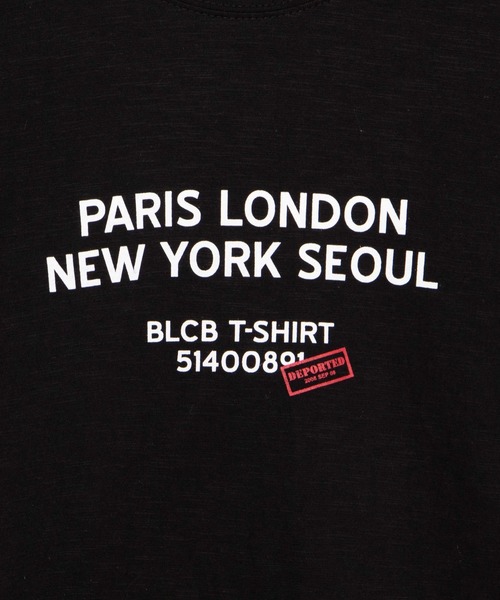 PARIS LONDON
NEW YORK SEOUL
BLCB T-SHIRT
51400891
DEPORTED